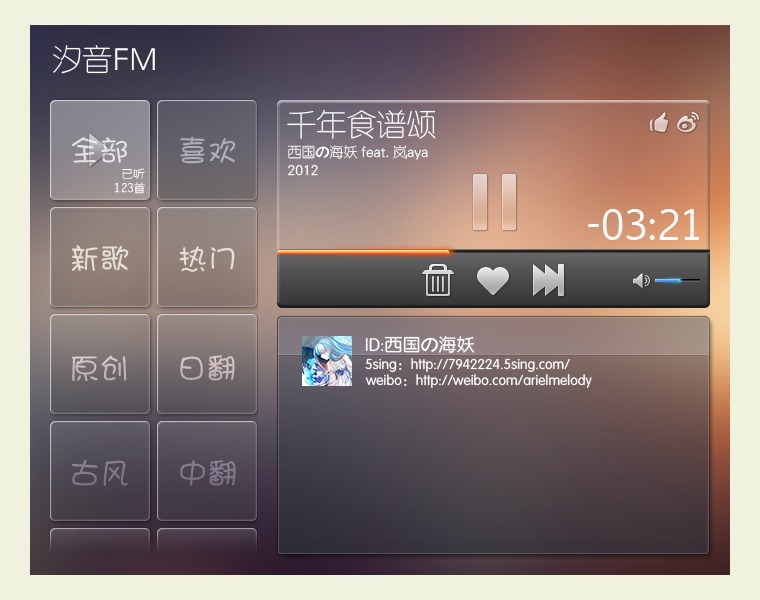 汐音FM
全部
已听
123首
喜欢
新歌
热门
原创
日翻
古风
中翻
千年食谱颂
西国の海妖 feat. 岚aya
2012
-03:21
ID:西国の海妖
5sing：http://7942224.5sing.com/
weibo：http://weibo.com/arielmelody